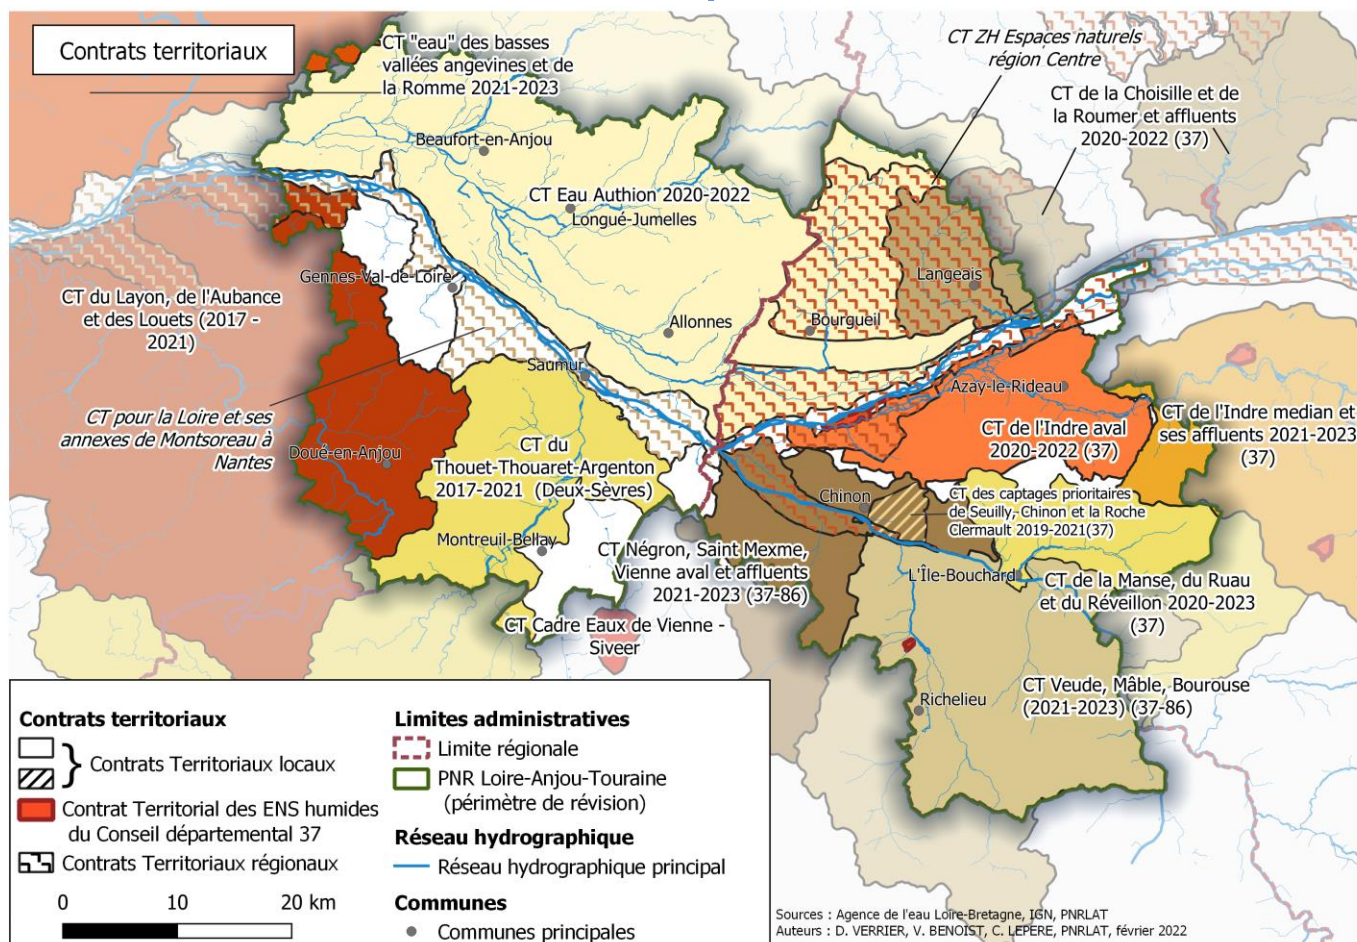 Contrats territoriaux
CT "eau" des basses
vallées angevines et de
la Romme 2021-2023
CT ZH Espaces naturels
région Centre
CT de la Choisille et de
la Roumer et affluents
2020-2022 (37)
Beaufort-en-Anjou
CT Eau Authion 2020-2022
Longué-Jumelles
Gennes-Val-de-Loire
Langeais
CT du Layon, de l'Aubance
et des Louets (2017 -
2021)
Allonnes
Bourgueil
Saumur
Azay-le-Rideau
CT pour la Loire et ses
annexes de Montsoreau à
Nantes
Doué-en-Anjou
CT du
Thouet-Thouaret-Argenton
2017-2021 (Deux-Sèvres)
CT de l'Indre aval
2020-2022 (37)
CT de l'Indre median et
ses affluents 2021-2023
(37)
Chinon
CT des captages prioritaires
de Seuilly, Chinon et la Roche
Clermault 2019-2021(37)
Montreuil-Bellay
CT Négron, Saint Mexme,
Vienne aval et affluents
2021-2023 (37-86)
L'Île-Bouchard
CT de la Manse, du Ruau
et du Réveillon 2020-2023
(37)
CT Cadre Eaux de Vienne -
Siveer
Richelieu
CT Veude, Mâble, Bourouse
(2021-2023) (37-86)
Contrats territoriaux
Contrats Territoriaux locaux
Contrat Territorial des ENS humides
du Conseil départemental 37
Contrats Territoriaux régionaux
0 10 20 km
Limites administratives
Limite régionale
PNR Loire-Anjou-Touraine
(périmètre de révision)
Réseau hydrographique
Réseau hydrographique principal
Communes
Communes principales
Sources : Agence de l'eau Loire-Bretagne, IGN, PNRLAT
Auteurs : D. VERRIER, V. BENOIST, C. LEPERE, PNRLAT, février 2022